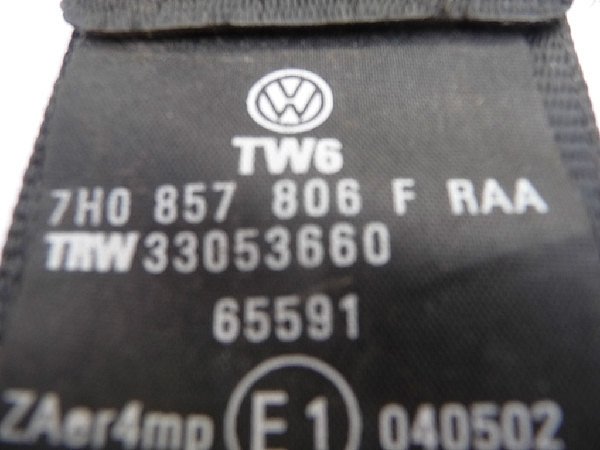 TW6
7H0 857 806 F RAA
TRW 33053660
65591
ZAer4mp E1 040502